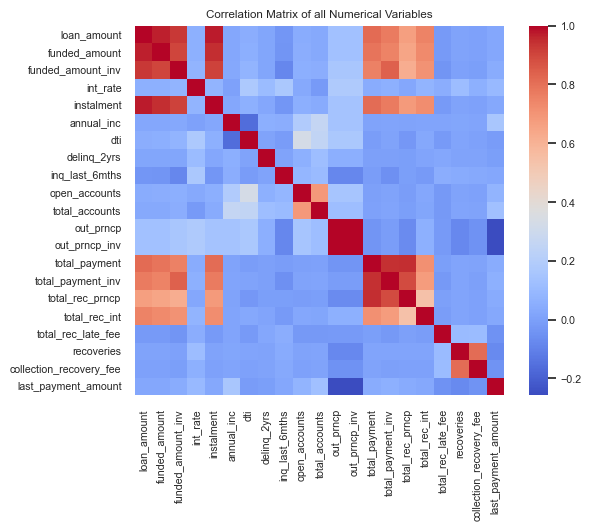 Correlation Matrix of all Numerical Variables
loan_amount
funded_amount
funded_amount_inv
int_rate
instalment
annual_inc
dti
delinq_2yrs
inq_last_6mths
open_accounts
total_accounts
out_prncp
out_prncp_inv
total_payment
total_payment_inv
total_rec_prncp
total_rec_int
total_rec_late_fee
recoveries
collection_recovery_fee
last_payment_amount
loan_amount
funded_amount
funded_amount_inv
int_rate
instalment
annual_inc
dti
delinq_2yrs
inq_last_6mths
open_accounts
total_accounts
out_prncp
out_prncp_inv
total_payment
total_payment_inv
total_rec_prncp
total_rec_int
total_rec_late_fee
recoveries
collection_recovery_fee
last_payment_amount
1.0
0.8
0.6
0.4
0.2
0.0
−0.2